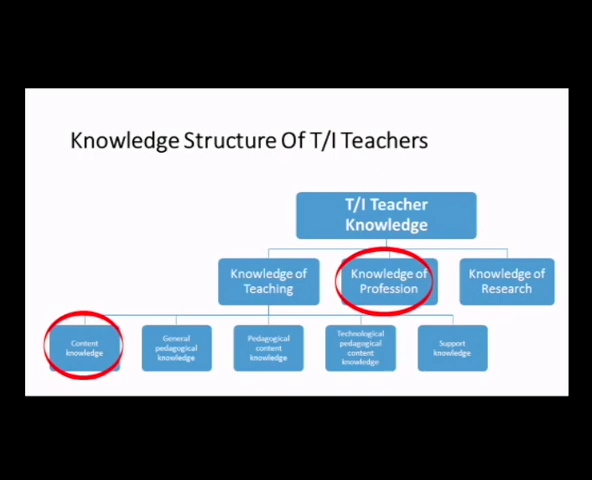 Knowledge Structure Of T/I Teachers
T/I Teacher
Knowledge
Knowledge of
Teaching
Knowledge of
Profession
Knowledge of
Research
Content
knowledge
General
pedagogical
knowledge
Pedagogical
content
knowledge
Technological
pedagogical
content
knowledge
Support
knowledge